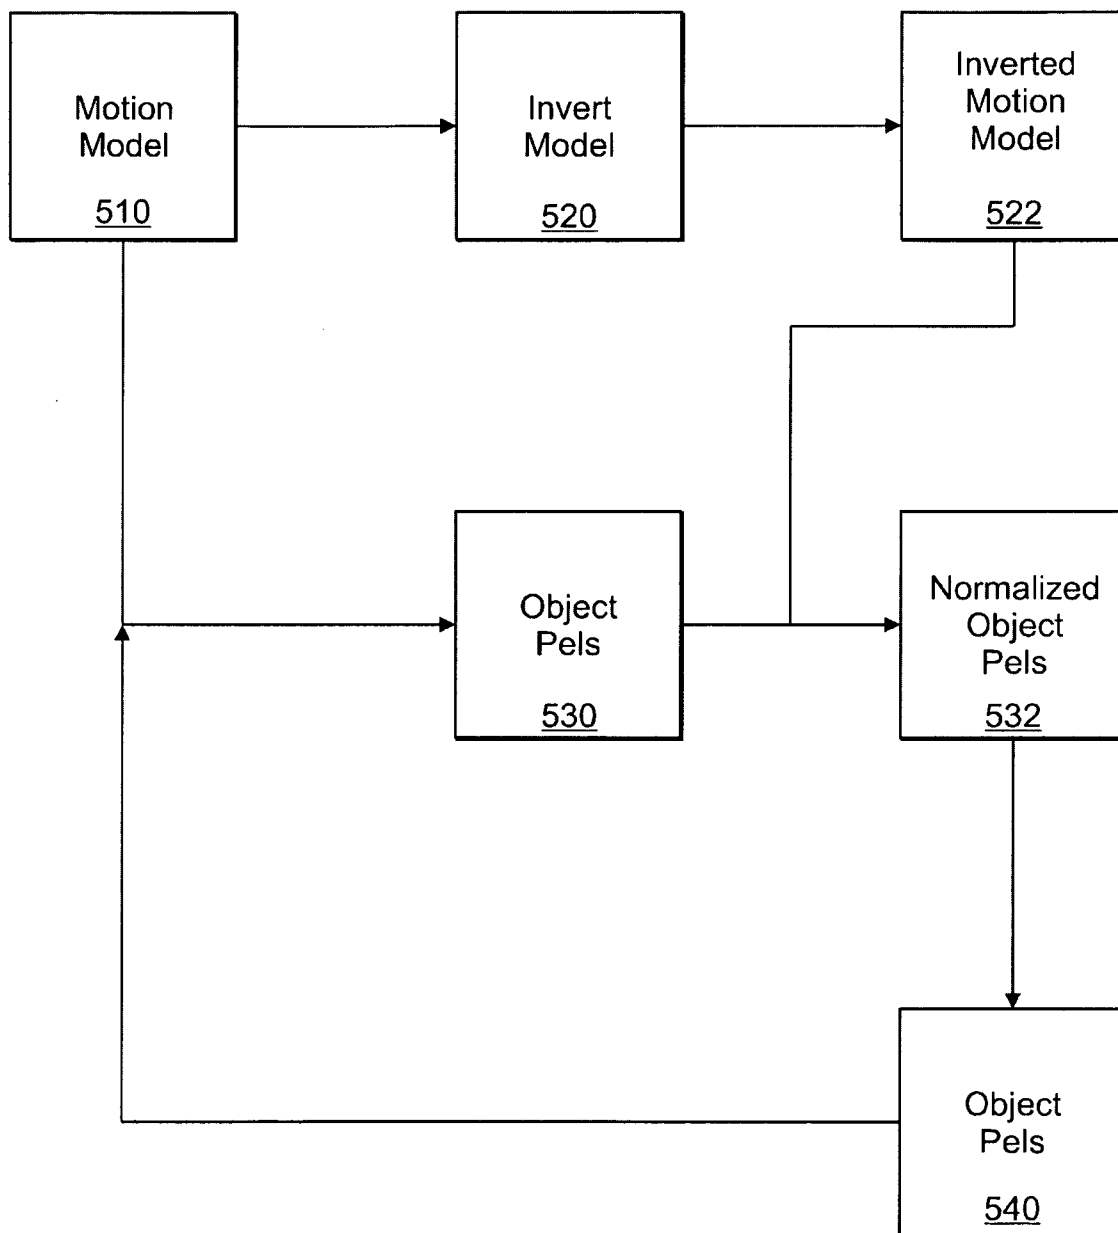 Motion
Model
510
Invert
Model
520
Inverted
Motion
Model
522
Object
Pels
530
Normalized
Object
Pels
532
Object
Pels
540